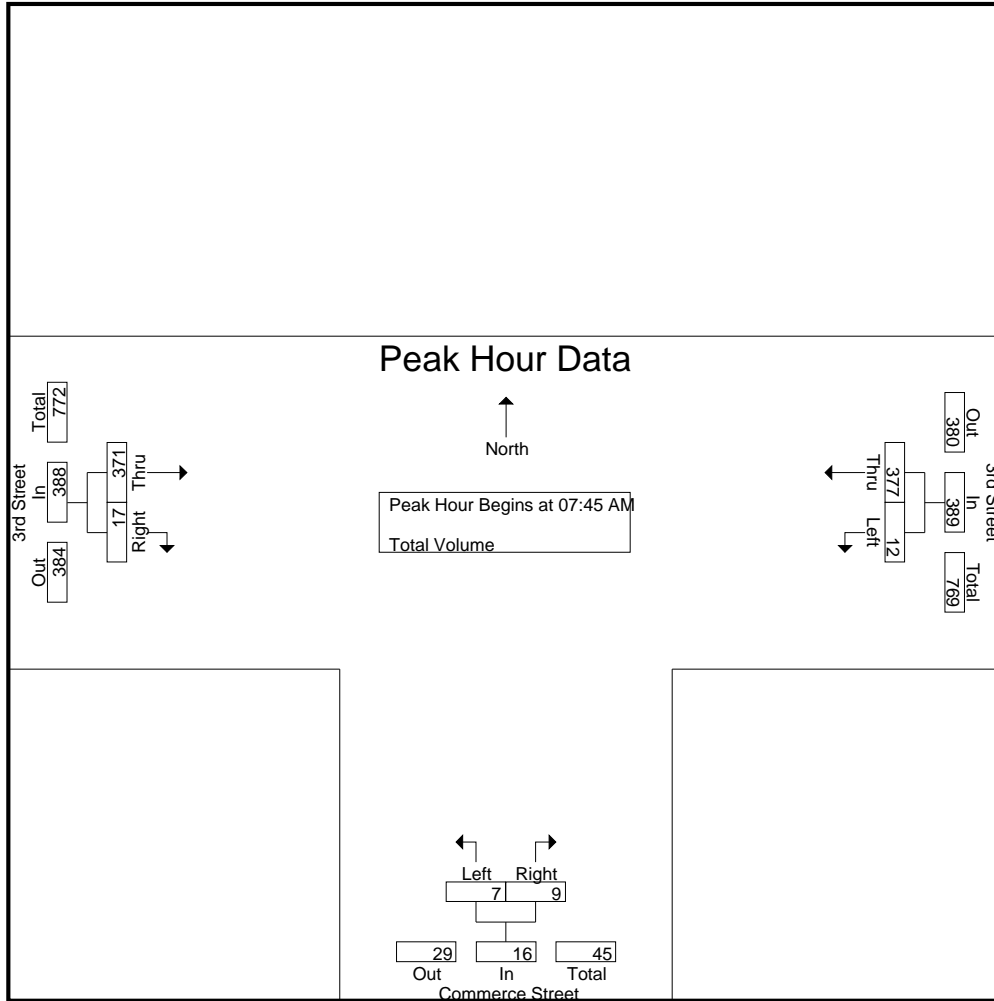 Peak Hour Data
North
Peak Hour Begins at 07:45 AM
Total Volume
3rd Street
Total
772
In
388
Out
384
371
Thru
17
Right
3rd Street
Out
380
In
389
Total
769
377
Thru
12
Left
Left Right
7 9
29 16 45
Out In Total
Commerce Street